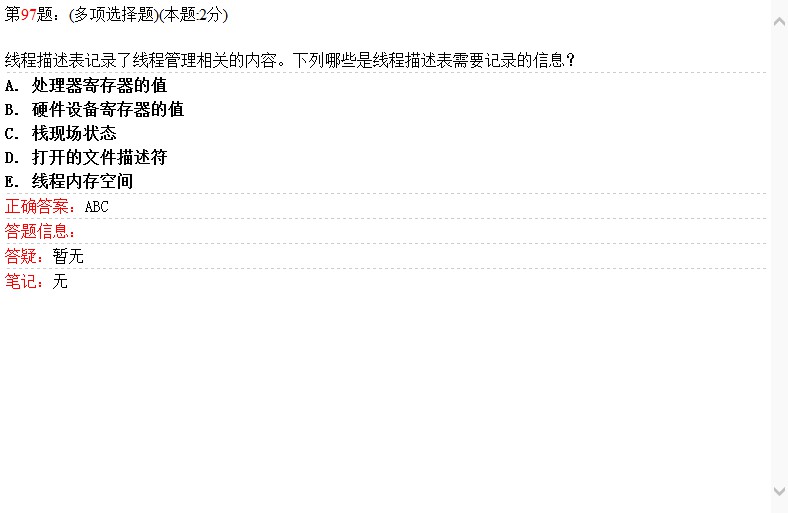 第97题：(多项选择题)(本题:2分)
线程描述表记录了线程管理相关的内容。下列哪些是线程描述表需要记录的信息？
A. 处理器寄存器的值
B. 硬件设备寄存器的值
C. 栈现场状态
D. 打开的文件描述符
E. 线程内存空间
正确答案：ABC
答题信息：
答疑：暂无
笔记：无